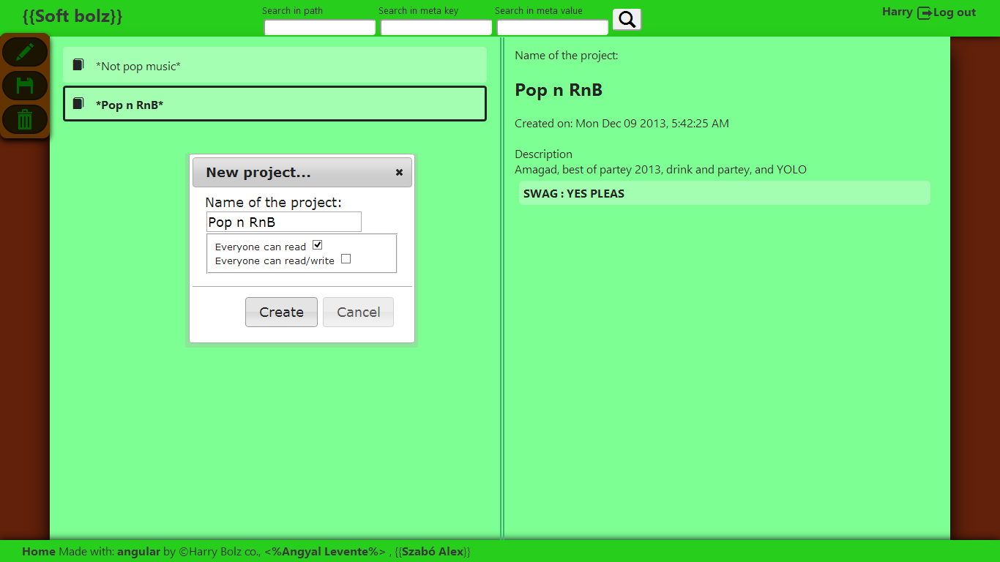 {{Soft bolz}}
Search in path
Search in meta key
Search in meta value
Harry
Log out
*Not pop music*
*Pop n RnB*
New project...
Name of the project:
Pop n RnB
Everyone can read
Everyone can read/write
Create
Cancel
Name of the project:
Pop n RnB
Created on: Mon Dec 09 2013, 5:42:25 AM
Description
Amagad, best of partey 2013, drink and partey, and YOLO
SWAG : YES PLEAS
Home Made with: angular by ©Harry Bolz co., <%Angyal Levente%> , {{Szabó Alex}}